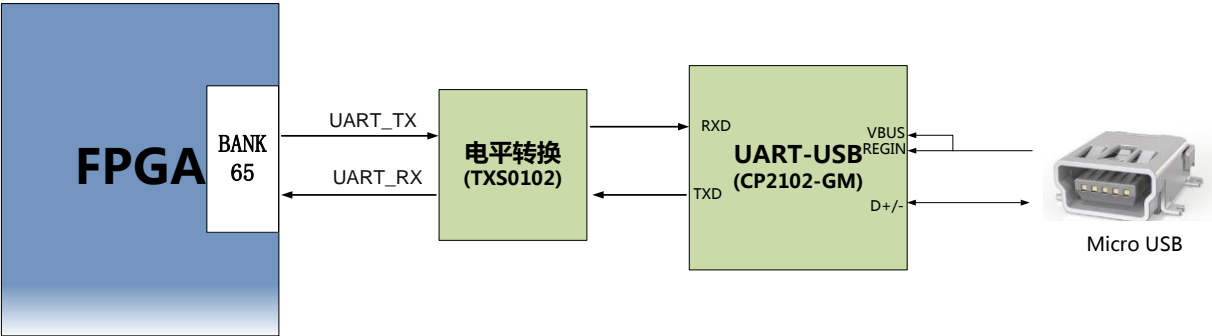 FPGA
BANK
65
UART_TX
UART_RX
电平转换
(TXS0102)
RXD
TXD
UART-USB
(CP2102-GM)
VBUS
REGIN
D+/-
Micro USB